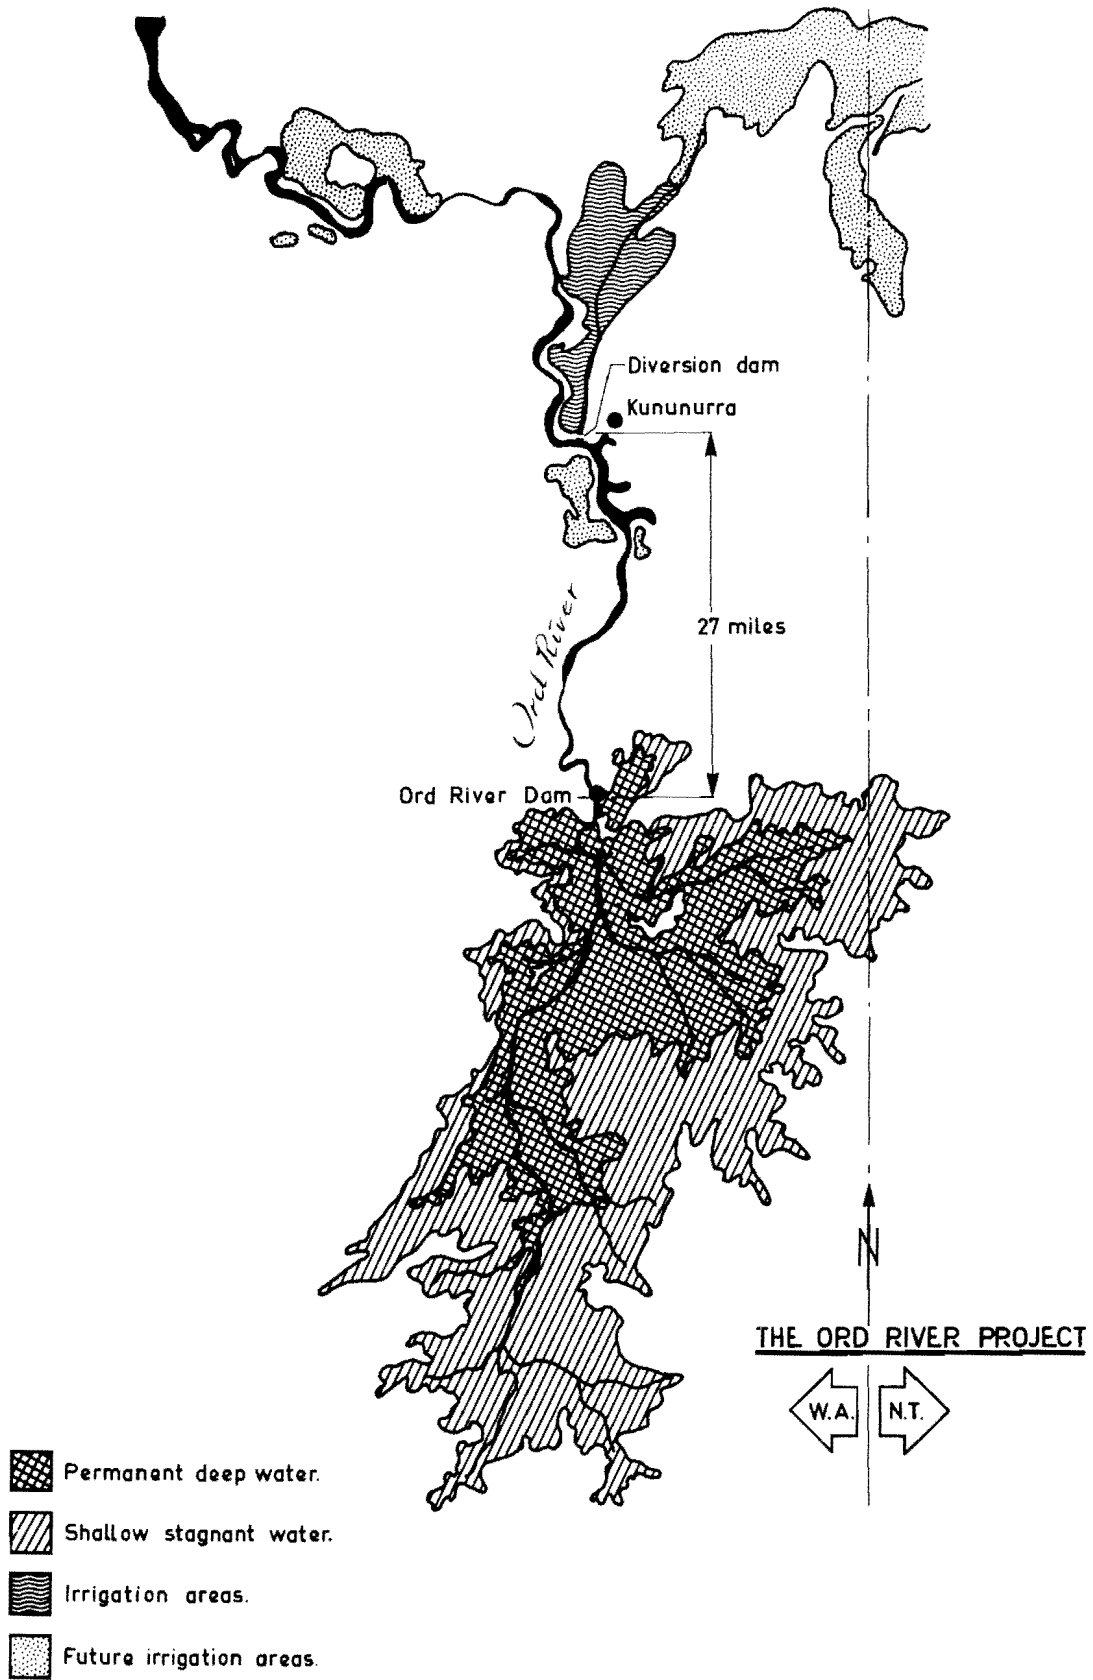 Diversion dam
Kununurra
27 miles
Ord River
Ord River Dam
N
THE ORD RIVER PROJECT
W.A. N.T.
Permanent deep water.
Shallow stagnant water.
Irrigation areas.
Future irrigation areas.